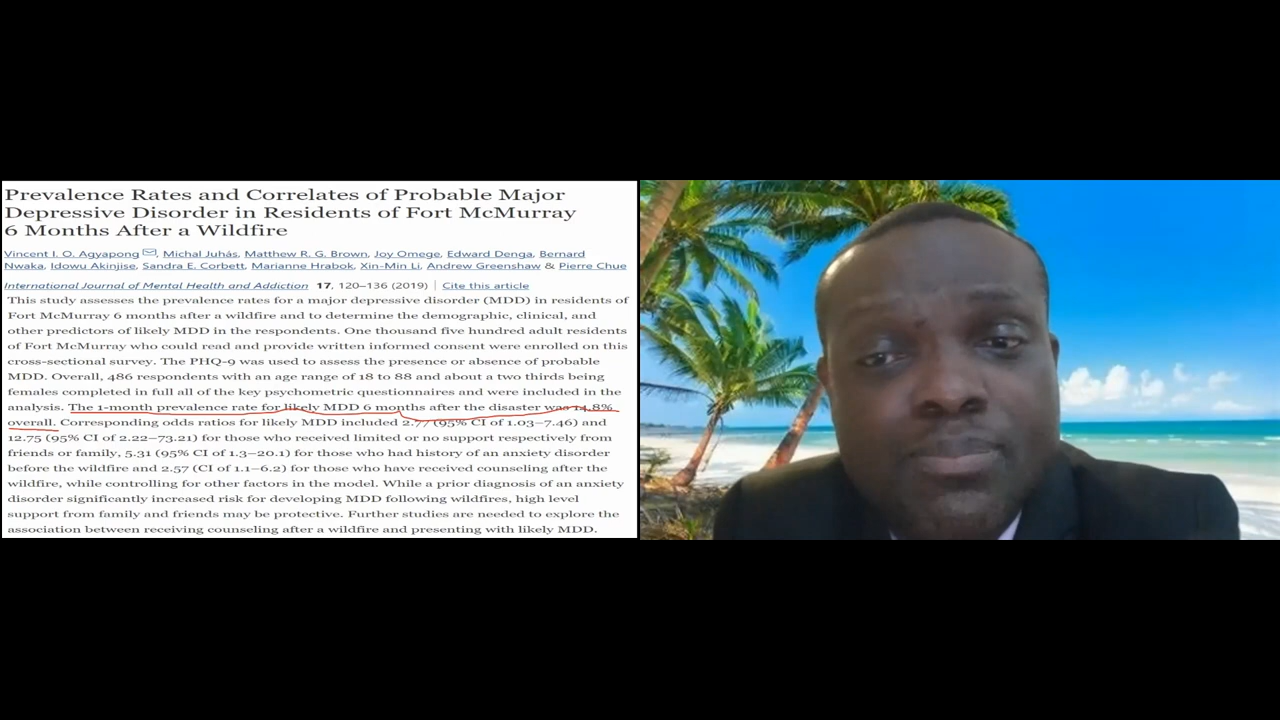 Prevalence Rates and Correlates of Probable Major
Depressive Disorder in Residents of Fort McMurray
6 Months After a Wildfire
Vincent I. O. Agyapong, Michal Juhás, Matthew R. G. Brown, Joy Omege, Edward Denga, Bernard
Nwaka, Idowu Akinjise, Sandra E. Corbett, Marianne Hrabok, Xin-Min Li, Andrew Greenshaw & Pierre Chue
International Journal of Mental Health and Addiction 17, 120–136 (2019) | Cite this article
This study assesses the prevalence rates for a major depressive disorder (MDD) in residents of
Fort McMurray 6 months after a wildfire and to determine the demographic, clinical, and
other predictors of likely MDD in the respondents. One thousand five hundred adult residents
of Fort McMurray who could read and provide written informed consent were enrolled on this
cross-sectional survey. The PHQ-9 was used to assess the presence or absence of probable
MDD. Overall, 486 respondents with an age range of 18 to 88 and about a two thirds being
females completed in full all of the key psychometric questionnaires and were included in the
analysis. The 1-month prevalence rate for likely MDD 6 months after the disaster was 14.8%
overall. Corresponding odds ratios for likely MDD included 2.77 (95% CI of 1.03–7.46) and
12.75 (95% CI of 2.22–73.21) for those who received limited or no support respectively from
friends or family, 5.31 (95% CI of 1.3–20.1) for those who had history of an anxiety disorder
before the wildfire and 2.57 (CI of 1.1–6.2) for those who have received counseling after the
wildfire, while controlling for other factors in the model. While a prior diagnosis of an anxiety
disorder significantly increased risk for developing MDD following wildfires, high level
support from family and friends may be protective. Further studies are needed to explore the
association between receiving counseling after a wildfire and presenting with likely MDD.